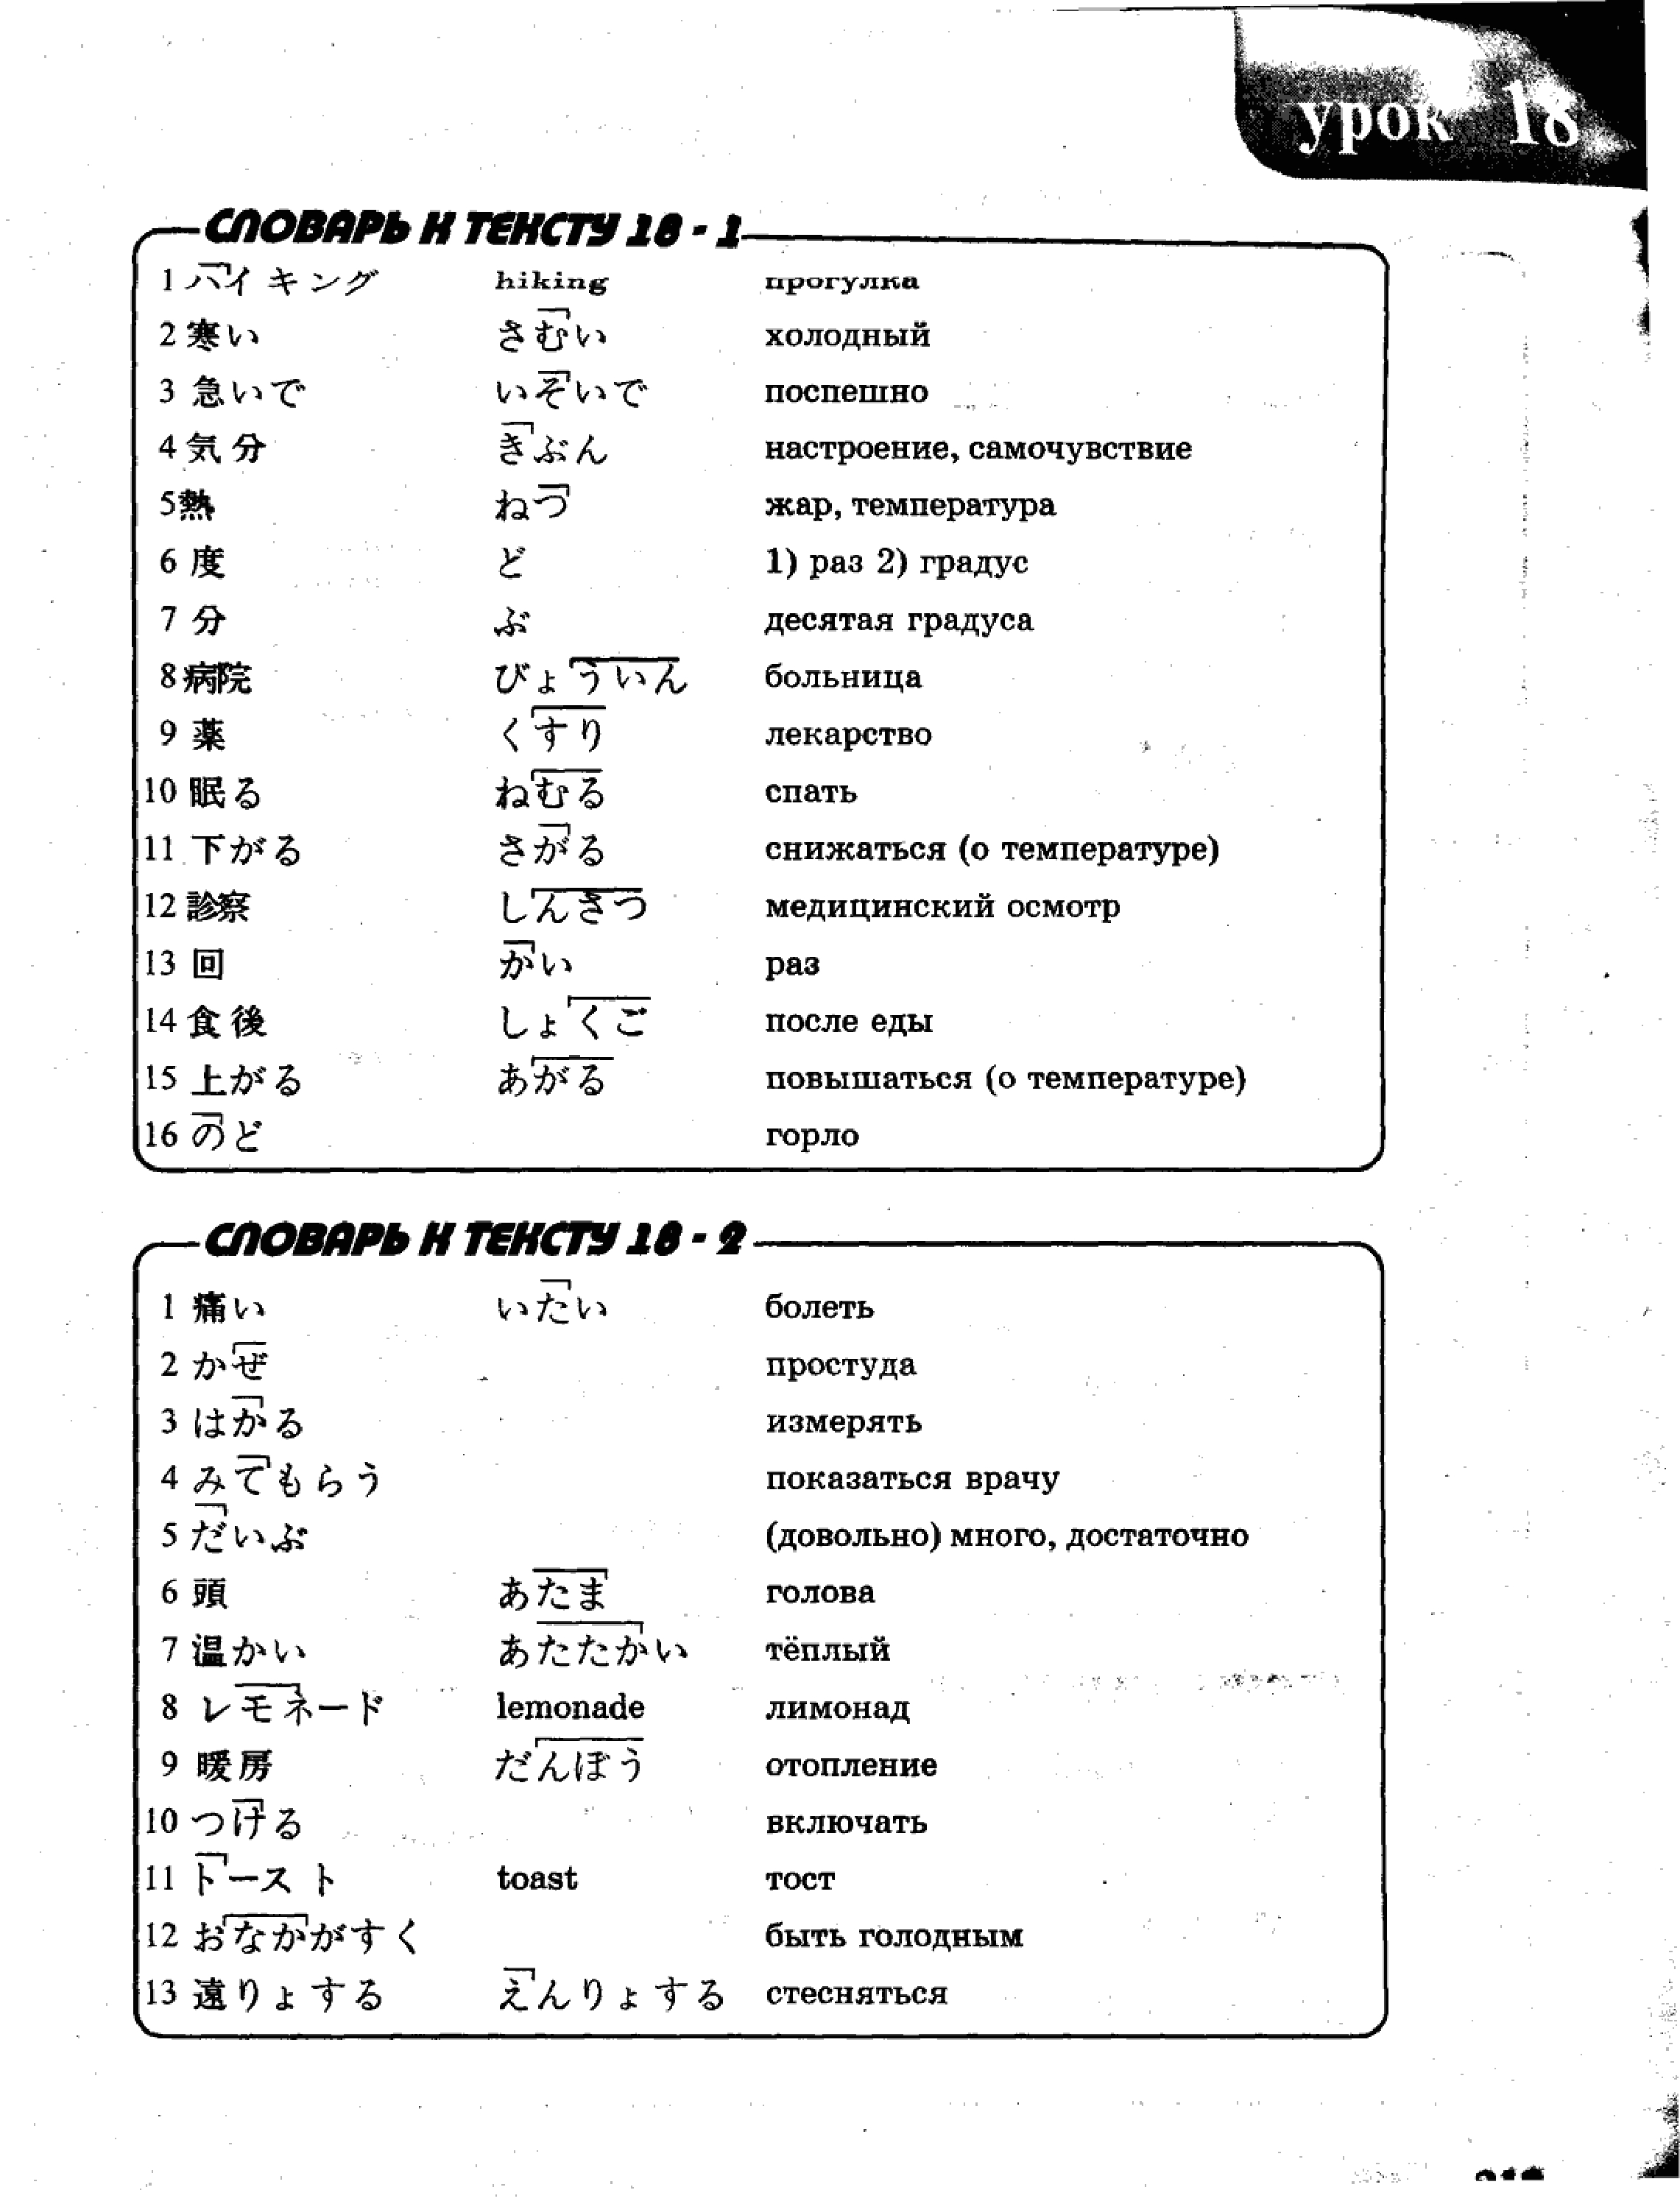 урок 18
СЛОВАРЬ К ТЕКСТУ 18 - 1
1 ハイキング hiking прогулка
2 寒い さむい холодный
3 急いで いそいで поспешно
4 気分 きぶん настроение, самочувствие
5 熱 ねつ жар, температура
6 度 ど 1) раз 2) градус
7 分 ぶ десятая градуса
8 病院 びょういん больница
9 薬 くすり лекарство
10 眠る ねむる спать
11 下がる さがる снижаться (о температуре)
12 診察 しんさつ медицинский осмотр
13 回 かい раз
14 食後 しょくご после еды
15 上がる あがる повышаться (о температуре)
16 のど горло
СЛОВАРЬ К ТЕКСТУ 18 - 2
1 痛い いたい болеть
2 かぜ простуда
3 はかる измерять
4 みてもらう показаться врачу
5 だいぶ (довольно) много, достаточно
6 頭 あたま голова
7 温かい あたたかい тёплый
8 レモネード lemonade лимонад
9 暖房 だんぼう отопление
10 つける включать
11 トースト toast тост
12 おなかがすく быть голодным
13 遠りょする えんりょする стесняться